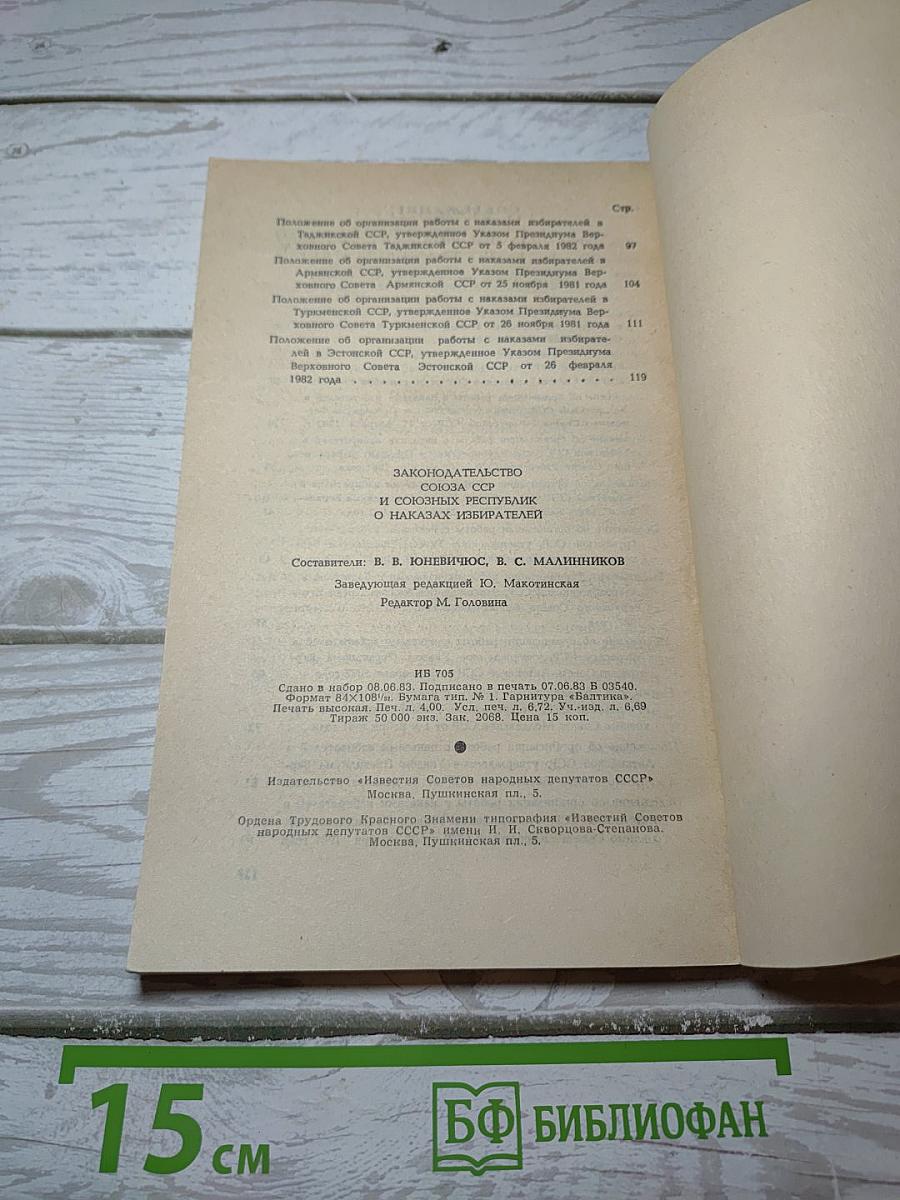 Стр.
Положение об организации работы с наказами избирателей в
Таджикской ССР, утвержденное Указом Президиума Вер-
ховного Совета Таджикской ССР от 5 февраля 1982 года 97
Положение об организации работы с наказами избирателей в
Армянской ССР, утвержденное Указом Президиума Вер-
ховного Совета Армянской ССР от 25 ноября 1981 года 104
Положение об организации работы с наказами избирателей в
Туркменской ССР, утвержденное Указом Президиума Вер-
ховного Совета Туркменской ССР от 26 ноября 1981 года 111
Положение об организации работы с наказами избирате-
лей в Эстонской ССР, утвержденное Указом Президиума
Верховного Совета Эстонской ССР от 26 февраля
1982 года . . . . . . . . . . . . . . . . . . . 119
ЗАКОНОДАТЕЛЬСТВО
СОЮЗА ССР
И СОЮЗНЫХ РЕСПУБЛИК
О НАКАЗАХ ИЗБИРАТЕЛЕЙ
Составители: В. В. ЮНЕВИЧЮС, В. С. МАЛИННИКОВ
Заведующая редакцией Ю. Макотинская
Редактор М. Головина
ИБ 705
Сдано в набор 08.06.83. Подписано в печать 07.06.83 Б 03540.
Формат 84×108¹/₃₂. Бумага тип. № 1. Гарнитура «Балтика».
Печать высокая. Печ. л. 4,00. Усл. печ. л. 6,72. Уч.-изд. л. 6,69
Тираж 50 000 экз. Зак. 2068. Цена 15 коп.
Издательство «Известия Советов народных депутатов СССР»
Москва, Пушкинская пл., 5.
Ордена Трудового Красного Знамени типография «Известий Советов
народных депутатов СССР» имени И. И. Скворцова-Степанова.
Москва, Пушкинская пл., 5.
15 см
БФ БИБЛИОФАН